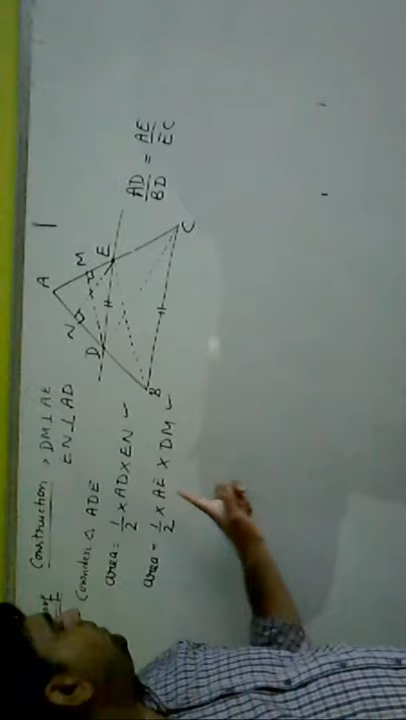 Construction → DM⊥AE
EN⊥AD
Consider △ ADE
area = 1/2 × AD × EN ✓
area = 1/2 × AE × DM ✓
A
N
M
D
E
B
C
AD/BD = AE/EC